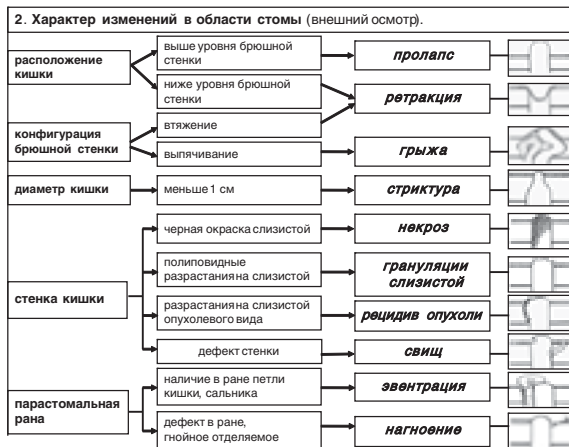 2. Характер изменений в области стомы (внешний осмотр).
расположение
кишки
выше уровня брюшной
стенки
пролапс
ниже уровня брюшной
стенки
ретракция
конфигурация
брюшной стенки
втяжение
выпячивание
грыжа
диаметр кишки
меньше 1 см
стриктура
стенка кишки
черная окраска слизистой
некроз
полиповидные
разрастания на слизистой
грануляции
слизистой
разрастания на слизистой
опухолевого вида
рецидив опухоли
дефект стенки
свищ
парастомальная
рана
наличие в ране петли
кишки, сальника
эвентрация
дефект в ране,
гнойное отделяемое
нагноение